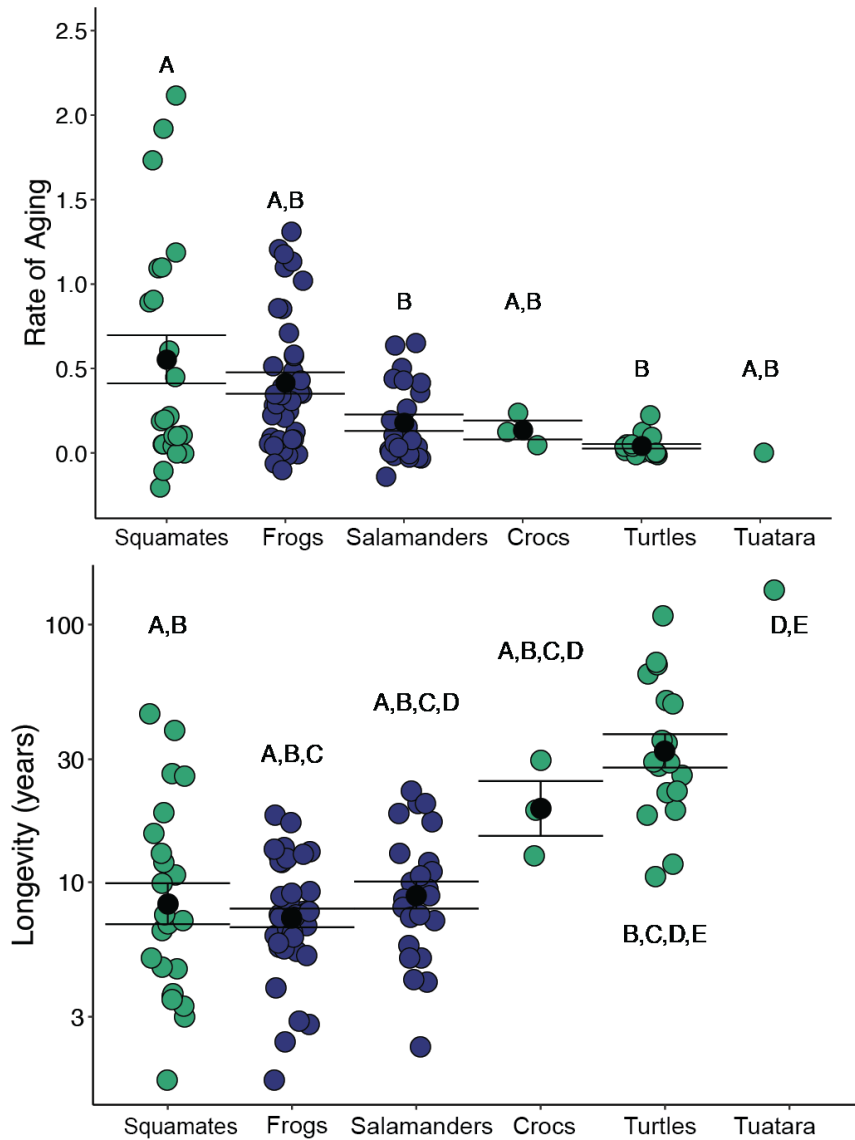 2.5
A
2.0
1.5
A,B
1.0
B
A,B
0.5
B
A,B
0.0
Rate of Aging
Squamates Frogs Salamanders Crocs Turtles Tuatara
100
A,B
D,E
A,B,C,D
A,B,C,D
A,B,C
30
10
B,C,D,E
3
Longevity (years)
Squamates Frogs Salamanders Crocs Turtles Tuatara